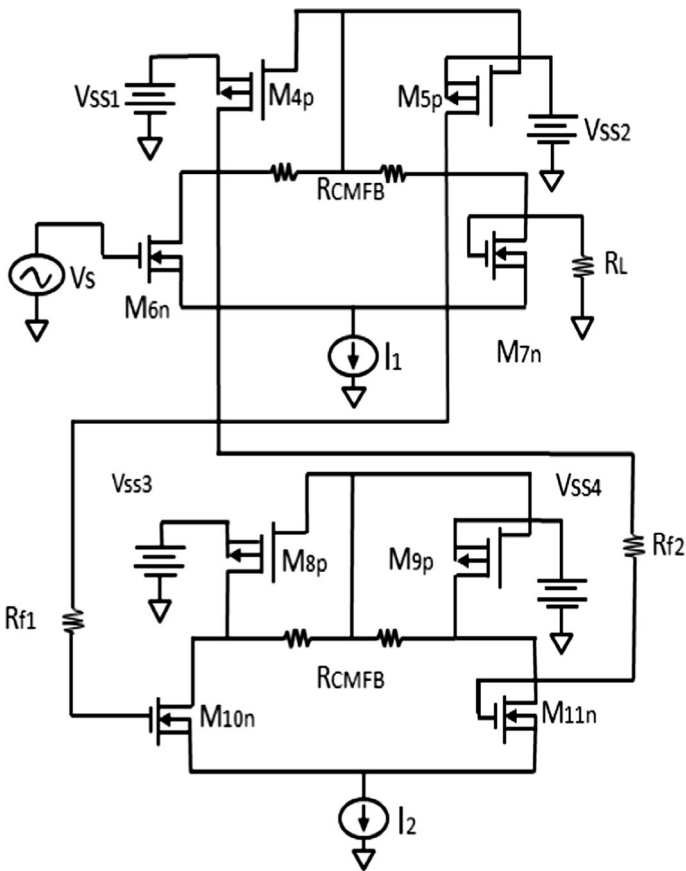 VSS1
M4p
M5p
VSS2
RCMFB
Vs
M6n
RL
I1
M7n
Vss3
VSS4
M8p
M9p
Rf2
Rf1
RCMFB
M10n
M11n
I2